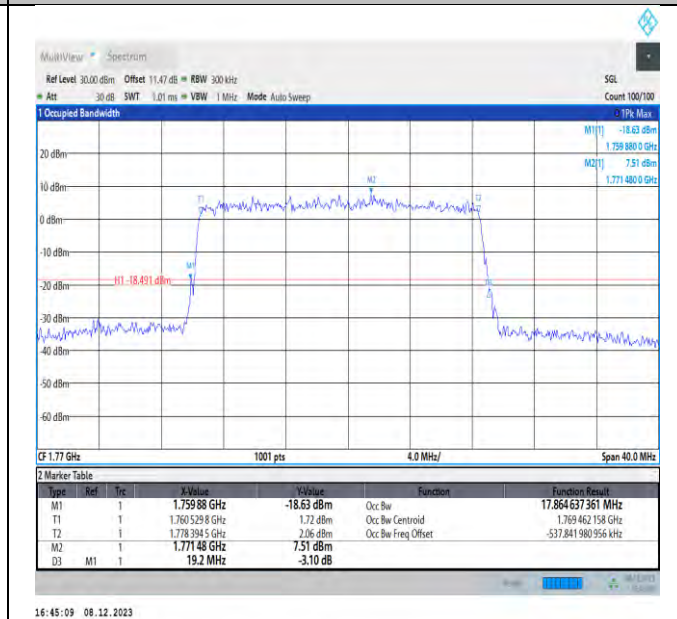 MultiView Spectrum
Ref Level 30.00 dBm Offset 11.47 dB RBW 300 kHz SGL
Att 30 dB SWT 1.01 ms VBW 1 MHz Mode Auto Sweep Count 100/100
1 Occupied Bandwidth 1Pk Max
M1[1] -18.63 dBm
1.759 880 0 GHz
20 dBm
M2[1] 7.51 dBm
1.771 480 0 GHz
10 dBm
M2
T1
T2
0 dBm
-10 dBm
M1
H1 -18.491 dBm
-20 dBm
-30 dBm
-40 dBm
-50 dBm
-60 dBm
CF 1.77 GHz 1001 pts 4.0 MHz/ Span 40.0 MHz
2 Marker Table
Type Ref Trc X-Value Y-Value Function Function Result
M1 1 1.759 88 GHz -18.63 dBm Occ Bw 17.864 637 361 MHz
T1 1 1.760 529 8 GHz 1.72 dBm Occ Bw Centroid 1.769 462 158 GHz
T2 1 1.778 394 5 GHz 2.06 dBm Occ Bw Freq Offset -537.841 980 956 kHz
M2 1 1.771 48 GHz 7.51 dBm
D3 M1 1 19.2 MHz -3.10 dB
16:45:09 08.12.2023